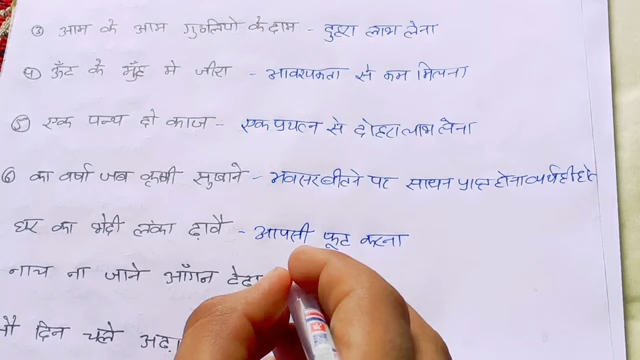 ③ आम के आम गुठलियो के दाम - दुहरा लाभ लेना
④ ऊँट के मुँह मे जीरा - आवश्यकता से कम मिलना
⑤ एक पन्थ दो काज - एक प्रयत्न से दोहरा लाभ लेना
⑥ का वर्षा जब कृषी सुखाने - अवसर बीतने पर साधन प्राप्त होना व्यर्थ ही है
घर का भेदी लंका ढ़ावै - आपसी फूट करना
नाच ना जाने आँगन टेढ़ा
दिन चले अढ़ा